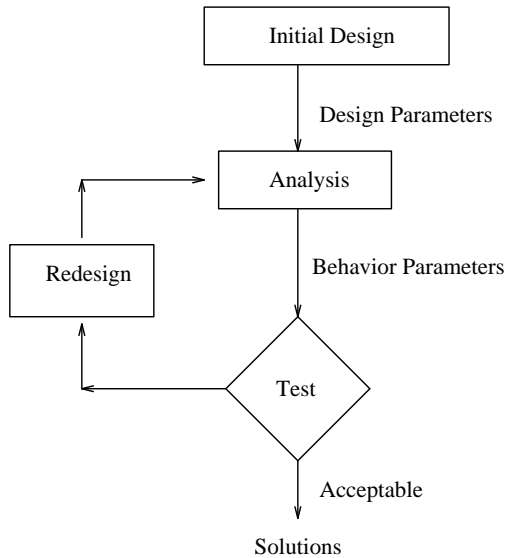 Initial Design
Design Parameters
Analysis
Redesign
Behavior Parameters
Test
Acceptable
Solutions